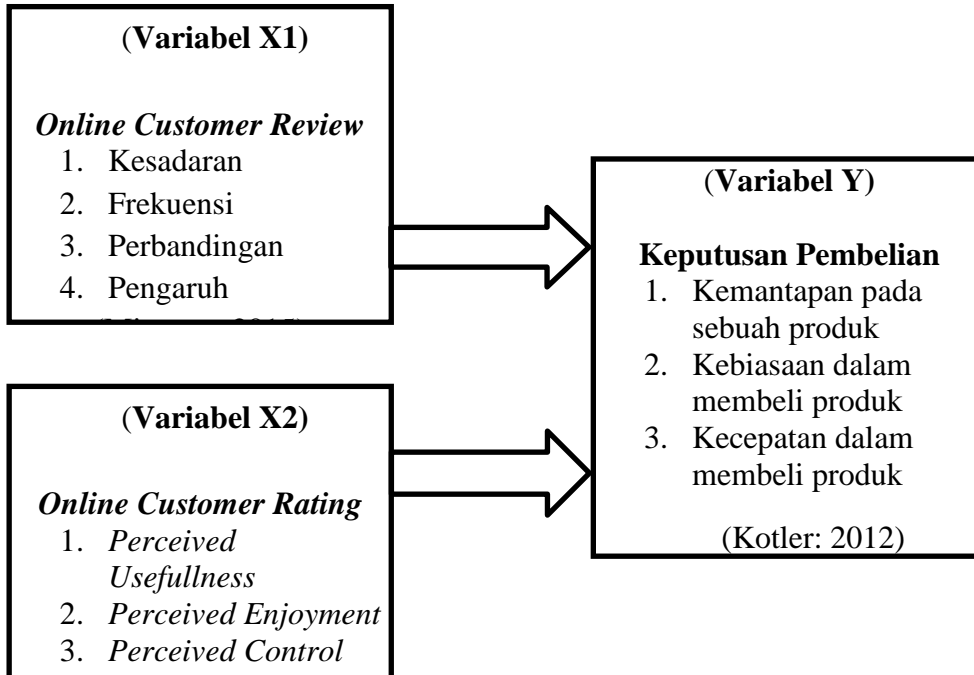 (Variabel X1)
Online Customer Review
1. Kesadaran
2. Frekuensi
3. Perbandingan
4. Pengaruh
(Variabel X2)
Online Customer Rating
1. Perceived
Usefullness
2. Perceived Enjoyment
3. Perceived Control
(Variabel Y)
Keputusan Pembelian
1. Kemantapan pada
sebuah produk
2. Kebiasaan dalam
membeli produk
3. Kecepatan dalam
membeli produk
(Kotler: 2012)